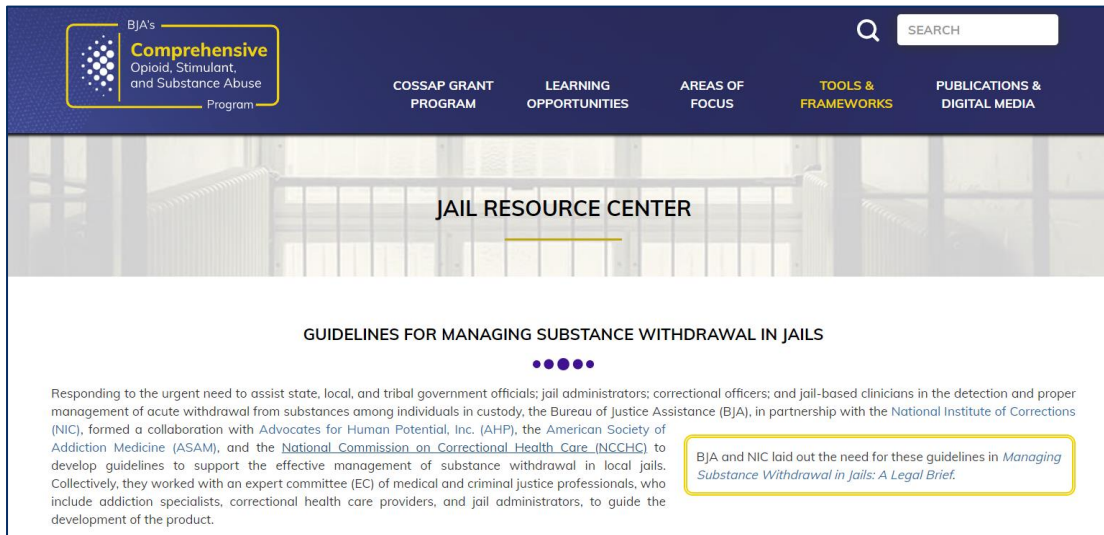 BJA's
Comprehensive
Opioid, Stimulant,
and Substance Abuse
Program
SEARCH
COSSAP GRANT
PROGRAM
LEARNING
OPPORTUNITIES
AREAS OF
FOCUS
TOOLS &
FRAMEWORKS
PUBLICATIONS &
DIGITAL MEDIA
JAIL RESOURCE CENTER
GUIDELINES FOR MANAGING SUBSTANCE WITHDRAWAL IN JAILS
Responding to the urgent need to assist state, local, and tribal government officials; jail administrators; correctional officers; and jail-based clinicians in the detection and proper
management of acute withdrawal from substances among individuals in custody, the Bureau of Justice Assistance (BJA), in partnership with the National Institute of Corrections
(NIC), formed a collaboration with Advocates for Human Potential, Inc. (AHP), the American Society of
Addiction Medicine (ASAM), and the National Commission on Correctional Health Care (NCCHC) to
develop guidelines to support the effective management of substance withdrawal in local jails.
Collectively, they worked with an expert committee (EC) of medical and criminal justice professionals, who
include addiction specialists, correctional health care providers, and jail administrators, to guide the
development of the product.
BJA and NIC laid out the need for these guidelines in Managing
Substance Withdrawal in Jails: A Legal Brief.